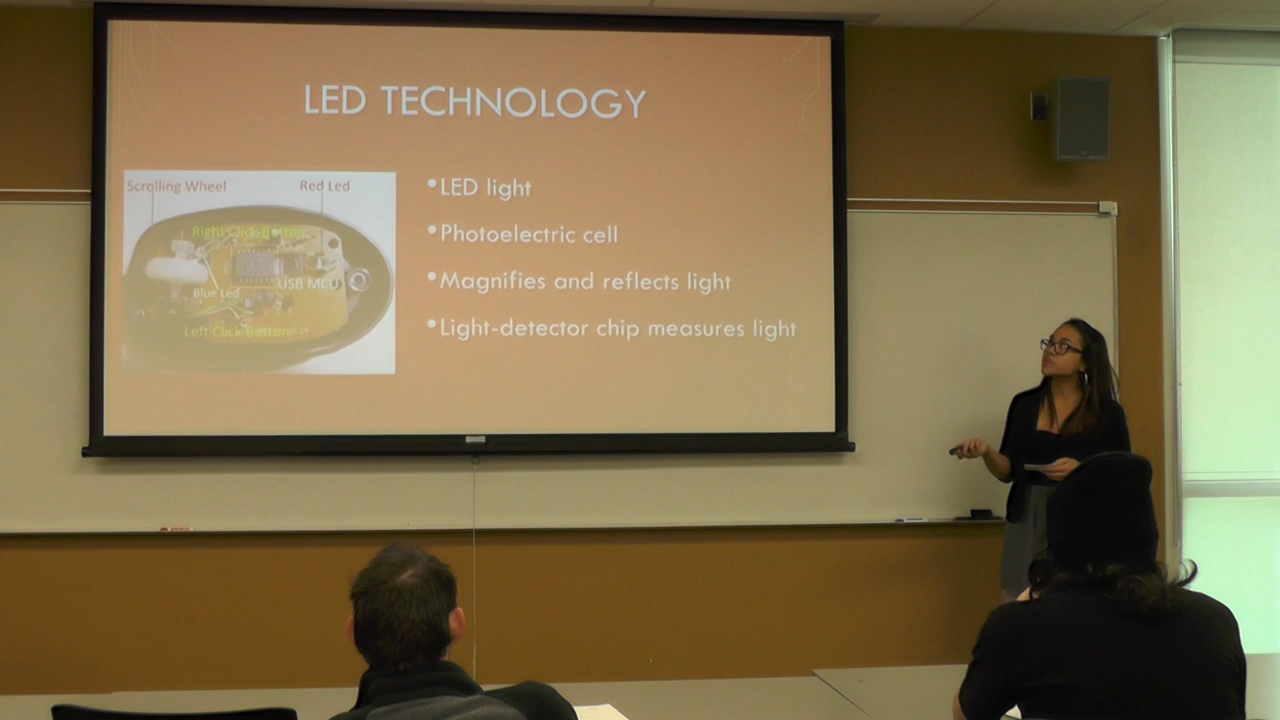 LED TECHNOLOGY
Scrolling Wheel
Red Led
Right Click Button
USB MCU
Blue Led
Left Click Button
•LED light
•Photoelectric cell
•Magnifies and reflects light
•Light-detector chip measures light